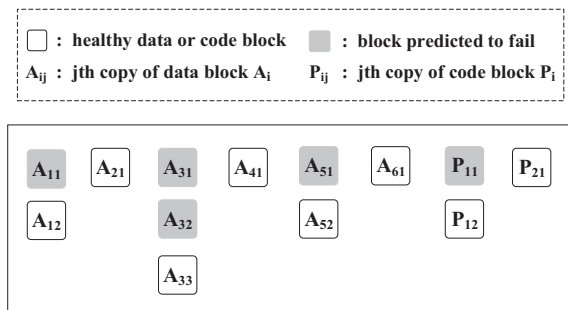 : healthy data or code block : block predicted to fail
A_ij : jth copy of data block A_i P_ij : jth copy of code block P_i
A_11 A_21 A_31 A_41 A_51 A_61 P_11 P_21
A_12 A_32 A_52 P_12
A_33